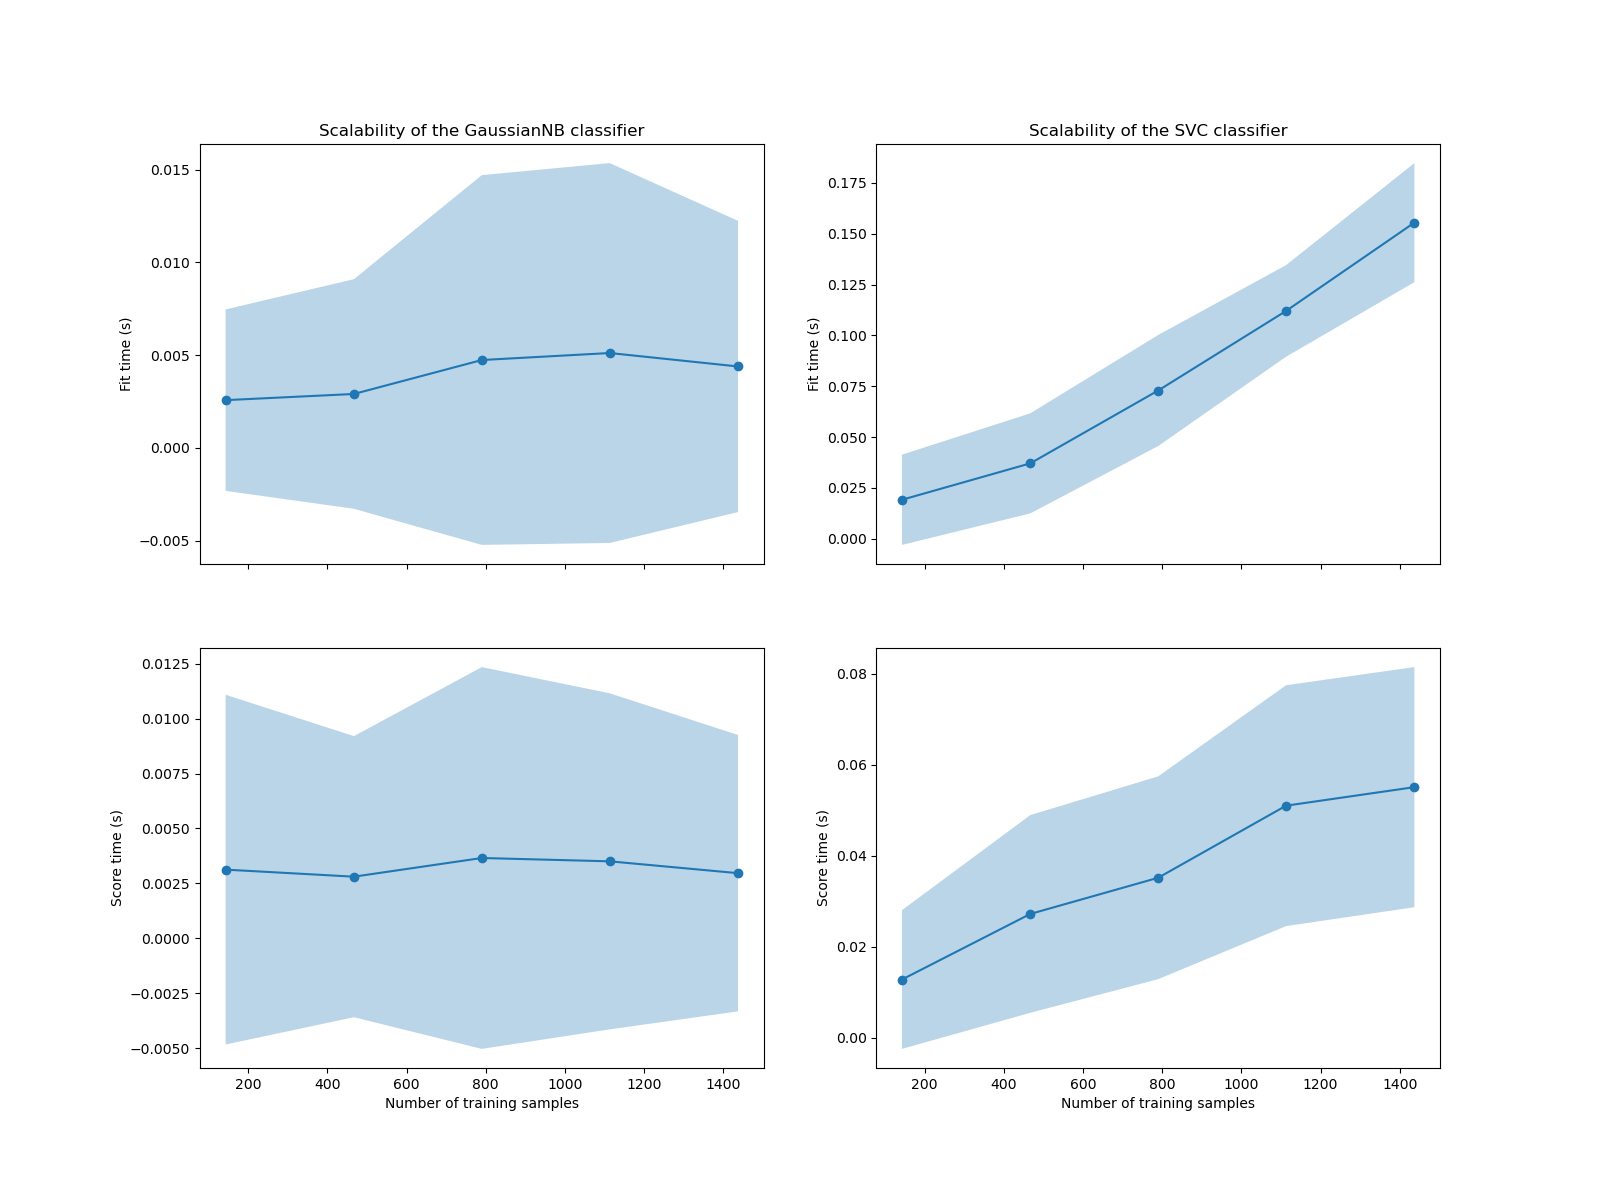 Scalability of the GaussianNB classifier
0.015
0.010
0.005
0.000
−0.005
Fit time (s)
Scalability of the SVC classifier
0.175
0.150
0.125
0.100
0.075
0.050
0.025
0.000
Fit time (s)
0.0125
0.0100
0.0075
0.0050
0.0025
0.0000
−0.0025
−0.0050
Score time (s)
200 400 600 800 1000 1200 1400
Number of training samples
0.08
0.06
0.04
0.02
0.00
Score time (s)
200 400 600 800 1000 1200 1400
Number of training samples